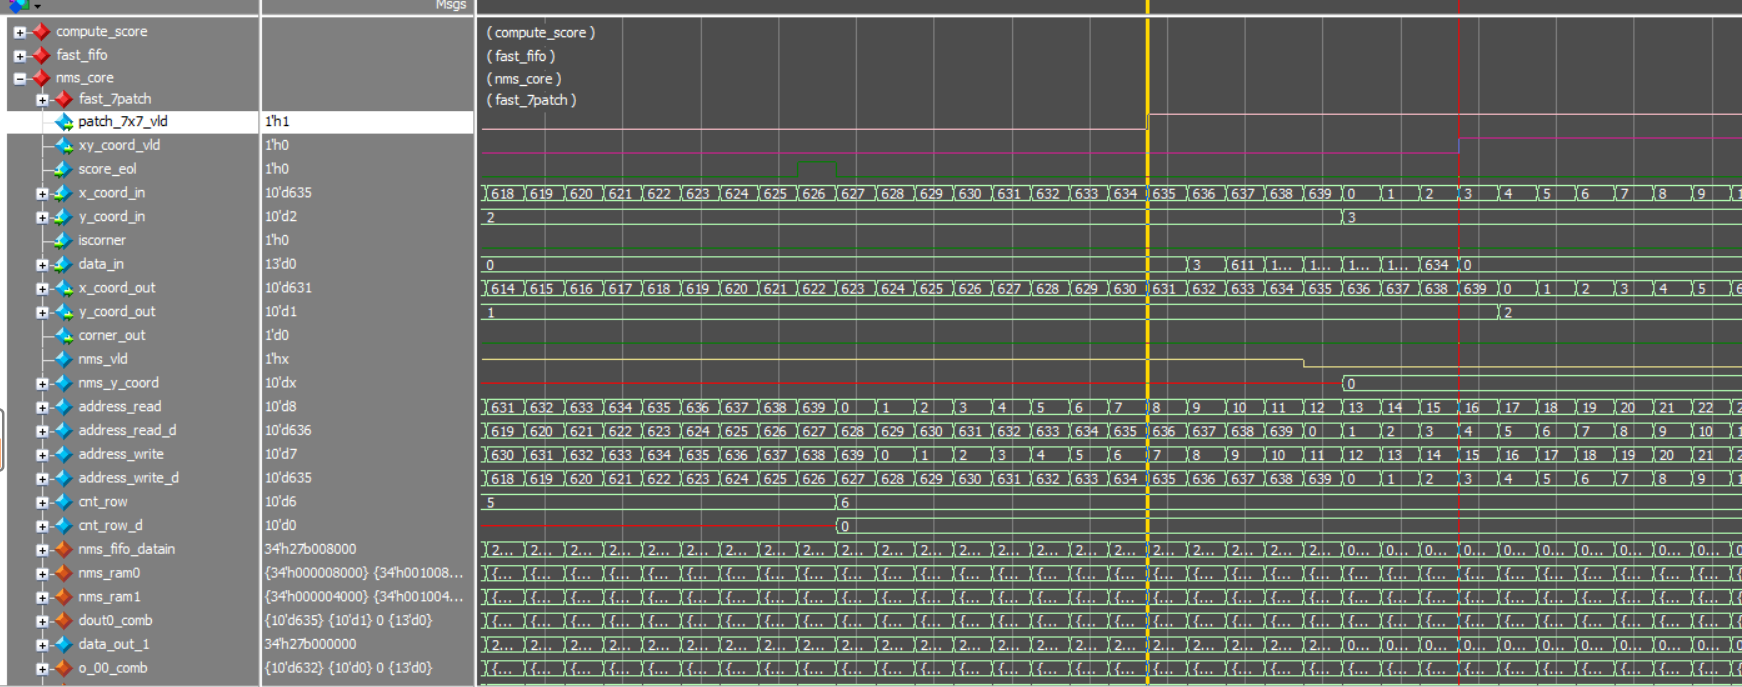 Msgs
compute_score ( compute_score )
fast_fifo ( fast_fifo )
nms_core ( nms_core )
fast_7patch ( fast_7patch )
patch_7x7_vld 1'h1
xy_coord_vld 1'h0
score_eol 1'h0
x_coord_in 10'd635 618 619 620 621 622 623 624 625 626 627 628 629 630 631 632 633 634 635 636 637 638 639 0 1 2 3 4 5 6 7 8 9 1
y_coord_in 10'd2 2 3
iscorner 1'h0
data_in 13'd0 0 3 611 1... 1... 1... 1... 634 0
x_coord_out 10'd631 614 615 616 617 618 619 620 621 622 623 624 625 626 627 628 629 630 631 632 633 634 635 636 637 638 639 0 1 2 3 4 5 6
y_coord_out 10'd1 1 2
corner_out 1'd0
nms_vld 1'hx
nms_y_coord 10'dx 0
address_read 10'd8 631 632 633 634 635 636 637 638 639 0 1 2 3 4 5 6 7 8 9 10 11 12 13 14 15 16 17 18 19 20 21 22 2
address_read_d 10'd636 619 620 621 622 623 624 625 626 627 628 629 630 631 632 633 634 635 636 637 638 639 0 1 2 3 4 5 6 7 8 9 10 1
address_write 10'd7 630 631 632 633 634 635 636 637 638 639 0 1 2 3 4 5 6 7 8 9 10 11 12 13 14 15 16 17 18 19 20 21 2
address_write_d 10'd635 618 619 620 621 622 623 624 625 626 627 628 629 630 631 632 633 634 635 636 637 638 639 0 1 2 3 4 5 6 7 8 9 1
cnt_row 10'd6 5 6
cnt_row_d 10'd0 0
nms_fifo_datain 34'h27b008000 2... 2... 2... 2... 2... 2... 2... 2... 2... 2... 2... 2... 2... 2... 2... 2... 2... 2... 2... 2... 2... 2... 0... 0... 0... 0... 0... 0... 0... 0... 0... 0... 0
nms_ram0 {34'h000008000} {34'h001008... {... {... {... {... {... {... {... {... {... {... {... {... {... {... {... {... {... {... {... {... {... {... {... {... {... {... {... {... {... {... {... {... {
nms_ram1 {34'h000004000} {34'h001004... {... {... {... {... {... {... {... {... {... {... {... {... {... {... {... {... {... {... {... {... {... {... {... {... {... {... {... {... {... {... {... {... {
dout0_comb {10'd635} {10'd1} 0 {13'd0} {... {... {... {... {... {... {... {... {... {... {... {... {... {... {... {... {... {... {... {... {... {... {... {... {... {... {... {... {... {... {... {... {
data_out_1 34'h27b000000 2... 2... 2... 2... 2... 2... 2... 2... 2... 2... 2... 2... 2... 2... 2... 2... 2... 2... 2... 2... 2... 2... 0... 0... 0... 0... 0... 0... 0... 0... 0... 0... 0
o_00_comb {10'd632} {10'd0} 0 {13'd0} {... {... {... {... {... {... {... {... {... {... {... {... {... {... {... {... {... {... {... {... {... {... {... {... {... {... {... {... {... {... {... {... {